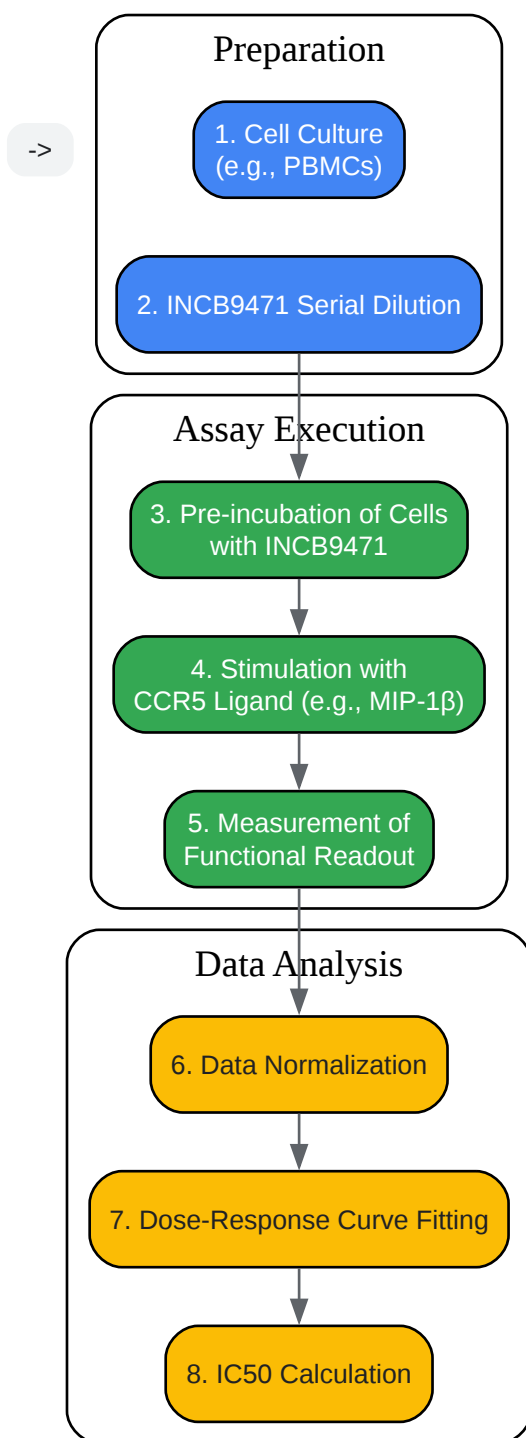 Preparation
->
1. Cell Culture
(e.g., PBMCs)
2. INCB9471 Serial Dilution
Assay Execution
3. Pre-incubation of Cells
with INCB9471
4. Stimulation with
CCR5 Ligand (e.g., MIP-1β)
5. Measurement of
Functional Readout
Data Analysis
6. Data Normalization
7. Dose-Response Curve Fitting
8. IC50 Calculation